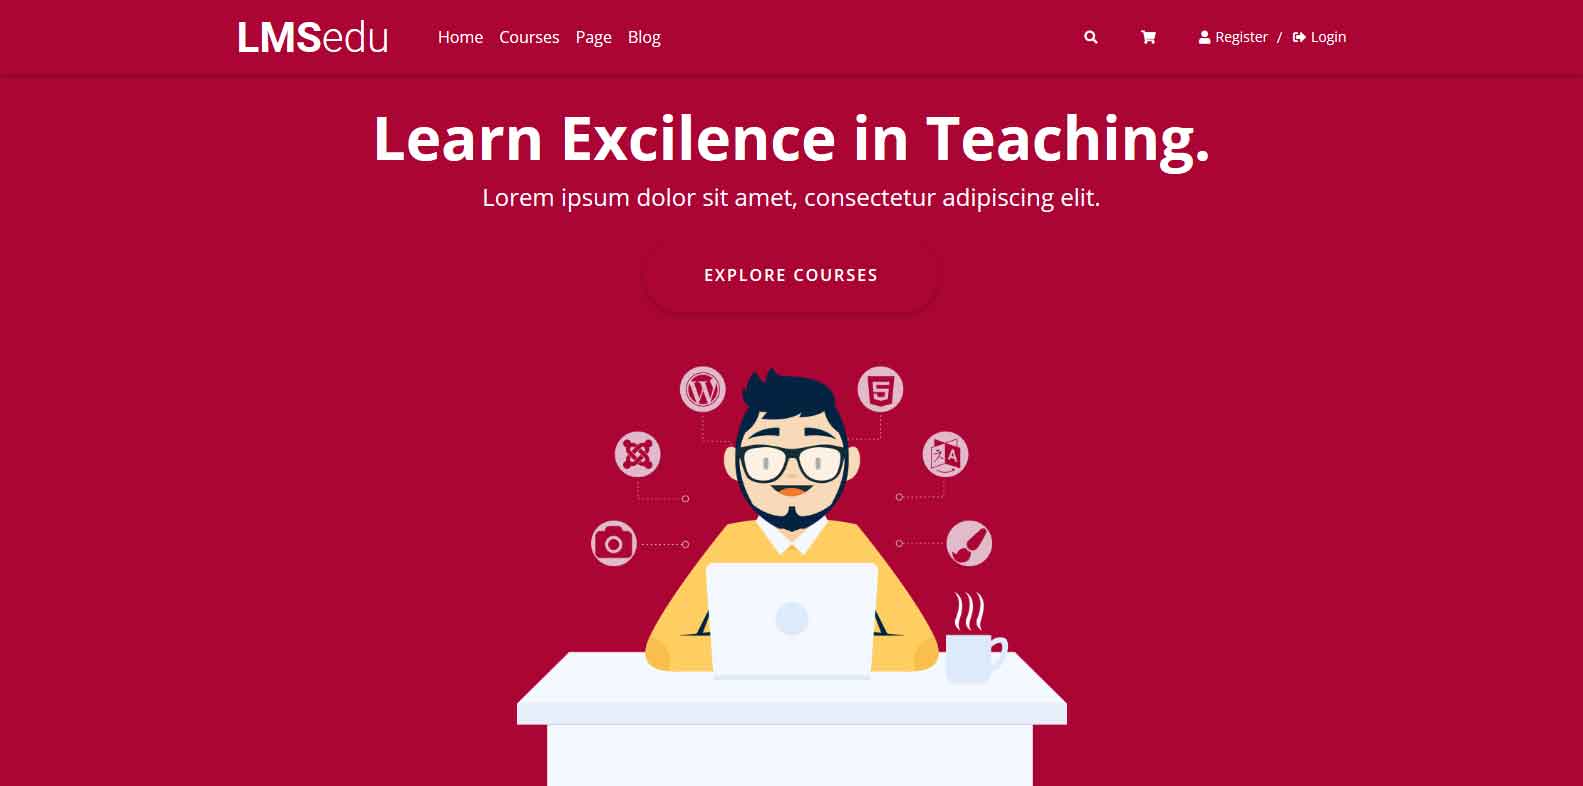 LMSedu
Home Courses Page Blog
Register / Login
Learn Excilence in Teaching.
Lorem ipsum dolor sit amet, consectetur adipiscing elit.
EXPLORE COURSES